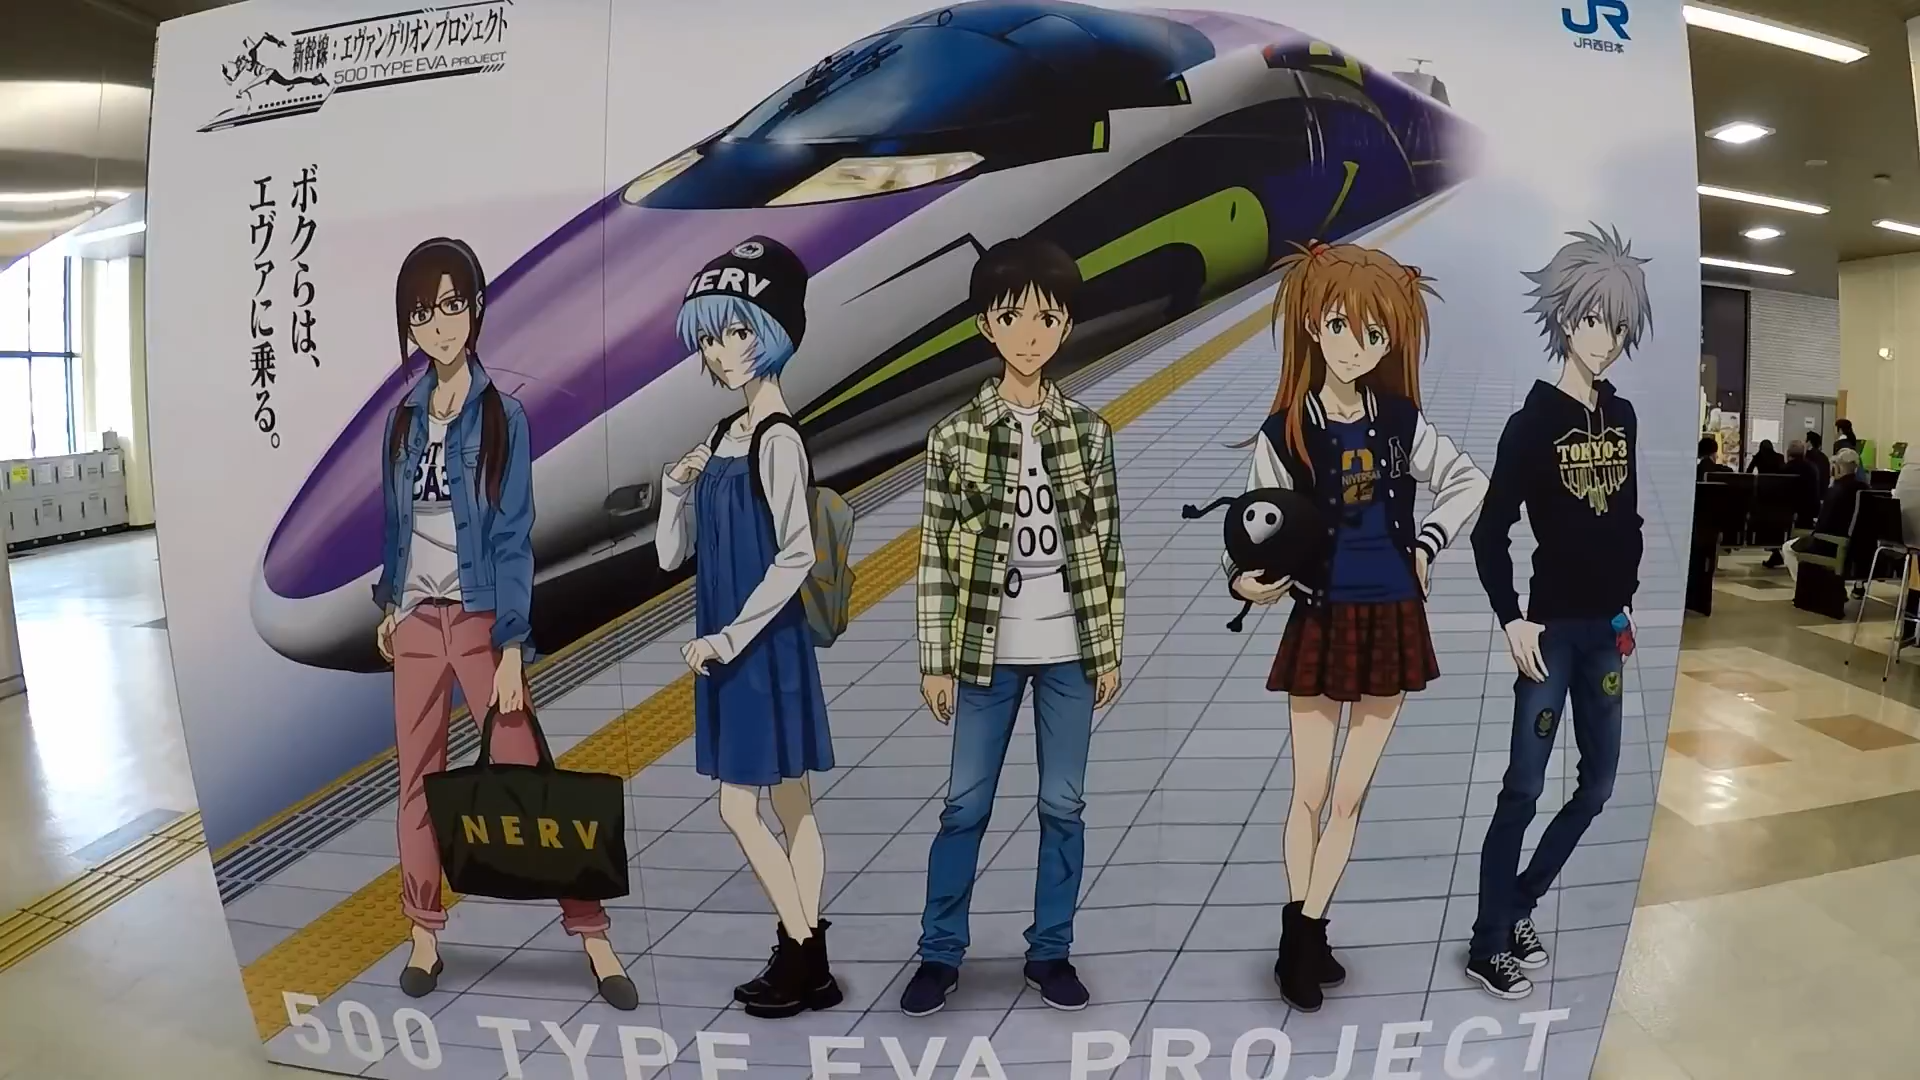 新幹線：エヴァンゲリオンプロジェクト
500 TYPE EVA PROJECT
JR
JR西日本
ボクらは、
エヴァに乗る。
NERV
A
TOKYO-3
NERV
500 TYPE EVA PROJECT